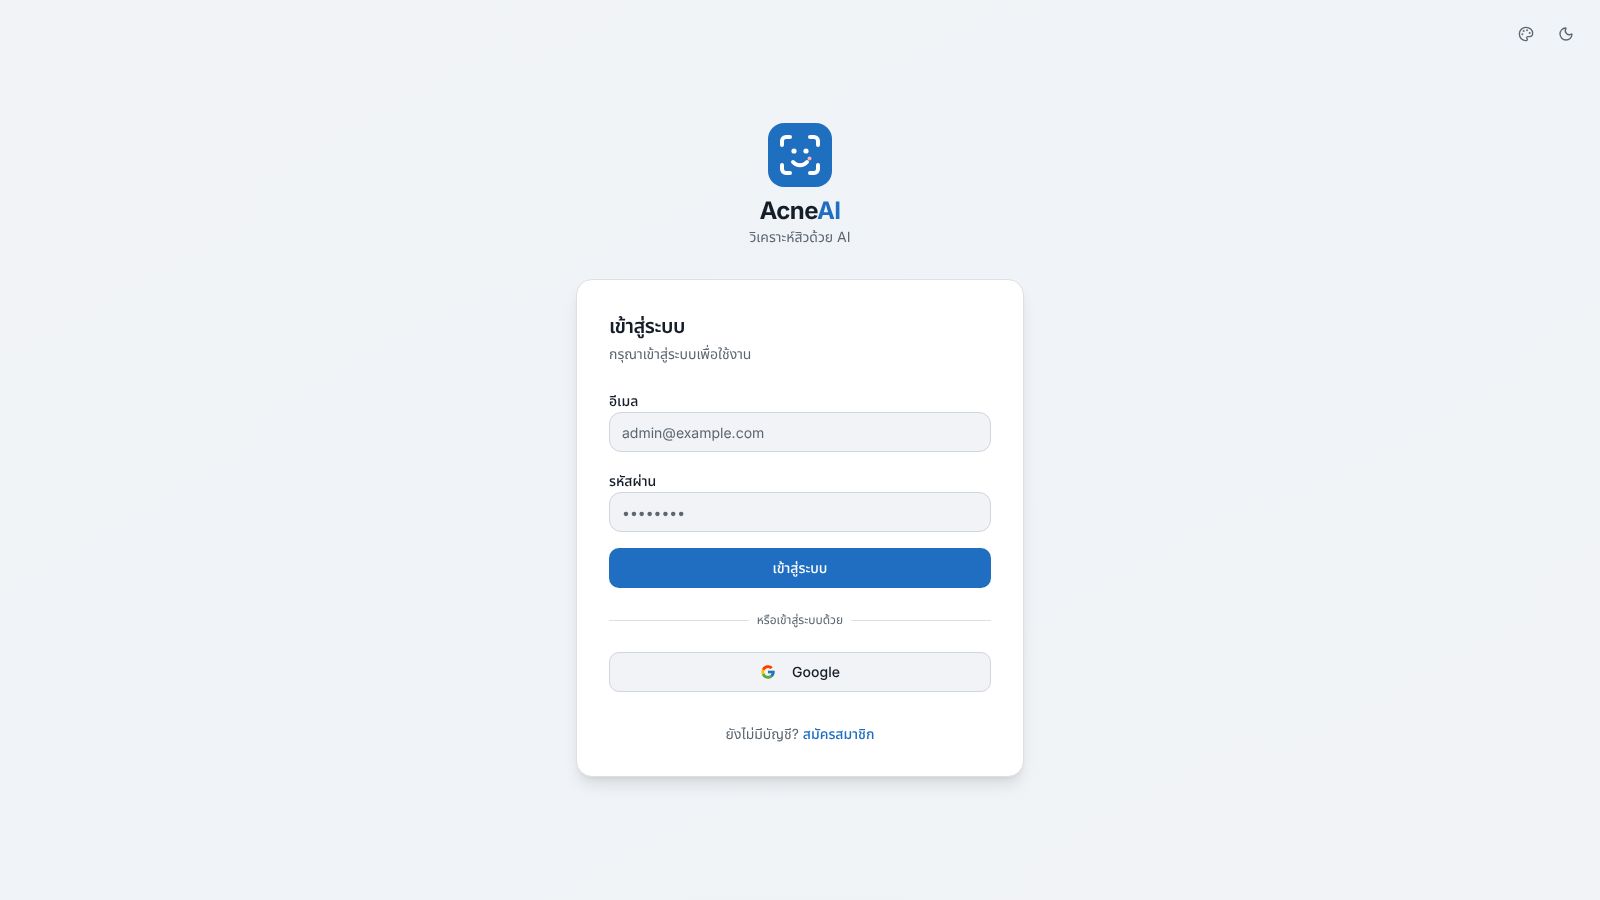 AcneAI
วิเคราะห์สิวด้วย AI
เข้าสู่ระบบ
กรุณาเข้าสู่ระบบเพื่อใช้งาน
อีเมล
admin@example.com
รหัสผ่าน
••••••••
เข้าสู่ระบบ
หรือเข้าสู่ระบบด้วย
Google
ยังไม่มีบัญชี? สมัครสมาชิก